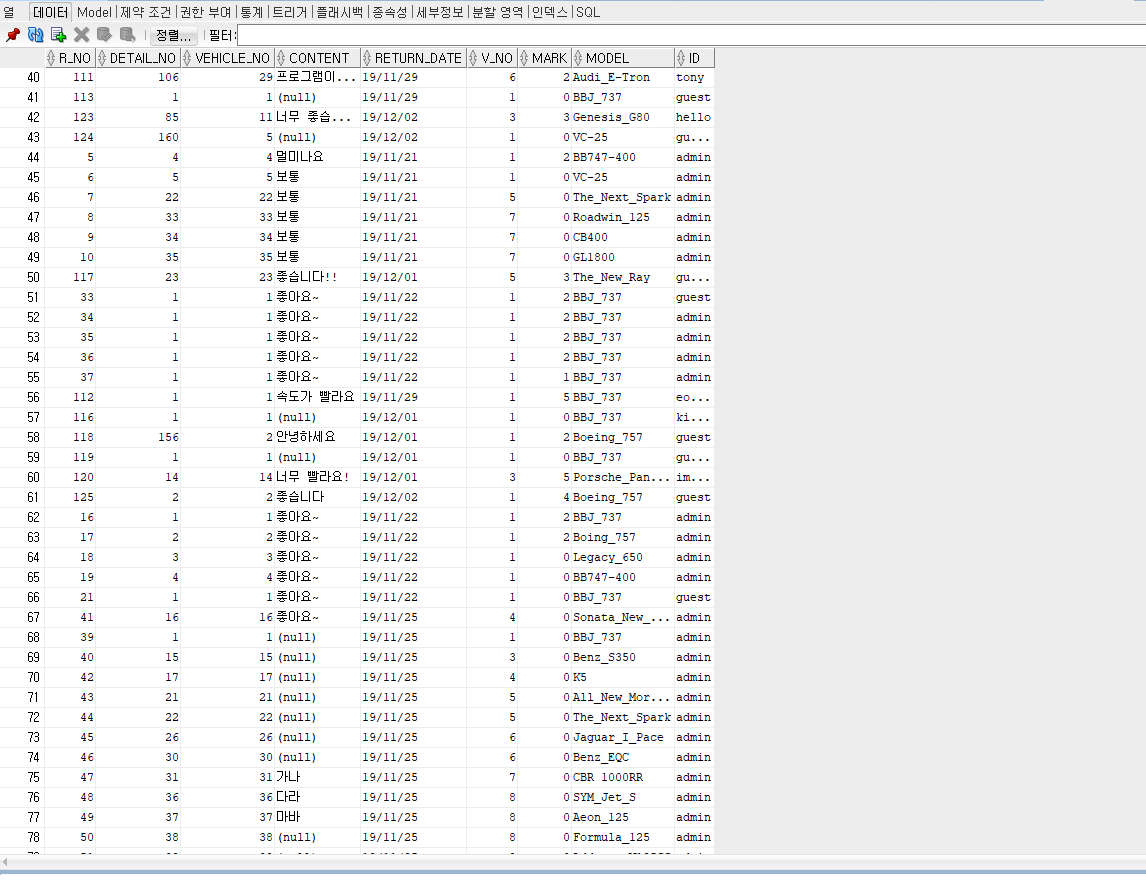 열 데이터 Model 제약 조건 권한 부여 통계 트리거 플래시백 종속성 세부정보 분할 영역 인덱스 SQL
정렬... 필터:
R_NO DETAIL_NO VEHICLE_NO CONTENT RETURN_DATE V_NO MARK MODEL ID
40 111 106 29 프로그램이... 19/11/29 6 2 Audi_E-Tron tony
41 113 1 1 (null) 19/11/29 1 0 BBJ_737 guest
42 123 85 11 너무 좋습... 19/12/02 3 3 Genesis_G80 hello
43 124 160 5 (null) 19/12/02 1 0 VC-25 gu...
44 5 4 4 멀미나요 19/11/21 1 2 BB747-400 admin
45 6 5 5 보통 19/11/21 1 0 VC-25 admin
46 7 22 22 보통 19/11/21 5 0 The_Next_Spark admin
47 8 33 33 보통 19/11/21 7 0 Roadwin_125 admin
48 9 34 34 보통 19/11/21 7 0 CB400 admin
49 10 35 35 보통 19/11/21 7 0 GL1800 admin
50 117 23 23 좋습니다!! 19/12/01 5 3 The_New_Ray gu...
51 33 1 1 좋아요~ 19/11/22 1 2 BBJ_737 guest
52 34 1 1 좋아요~ 19/11/22 1 2 BBJ_737 admin
53 35 1 1 좋아요~ 19/11/22 1 2 BBJ_737 admin
54 36 1 1 좋아요~ 19/11/22 1 2 BBJ_737 admin
55 37 1 1 좋아요~ 19/11/22 1 1 BBJ_737 admin
56 112 1 1 속도가 빨라요 19/11/29 1 5 BBJ_737 eo...
57 116 1 1 (null) 19/12/01 1 0 BBJ_737 ki...
58 118 156 2 안녕하세요 19/12/01 1 2 Boeing_757 guest
59 119 1 1 (null) 19/12/01 1 0 BBJ_737 gu...
60 120 14 14 너무 빨라요! 19/12/01 3 5 Porsche_Pan... im...
61 125 2 2 좋습니다 19/12/02 1 4 Boeing_757 guest
62 16 1 1 좋아요~ 19/11/22 1 2 BBJ_737 admin
63 17 2 2 좋아요~ 19/11/22 1 2 Boing_757 admin
64 18 3 3 좋아요~ 19/11/22 1 0 Legacy_650 admin
65 19 4 4 좋아요~ 19/11/22 1 0 BB747-400 admin
66 21 1 1 좋아요~ 19/11/22 1 0 BBJ_737 guest
67 41 16 16 좋아요~ 19/11/25 4 0 Sonata_New_... admin
68 39 1 1 (null) 19/11/25 1 0 BBJ_737 admin
69 40 15 15 (null) 19/11/25 3 0 Benz_S350 admin
70 42 17 17 (null) 19/11/25 4 0 K5 admin
71 43 21 21 (null) 19/11/25 5 0 All_New_Mor... admin
72 44 22 22 (null) 19/11/25 5 0 The_Next_Spark admin
73 45 26 26 (null) 19/11/25 6 0 Jaguar_I_Pace admin
74 46 30 30 (null) 19/11/25 6 0 Benz_EQC admin
75 47 31 31 가나 19/11/25 7 0 CBR 1000RR admin
76 48 36 36 다라 19/11/25 8 0 SYM_Jet_S admin
77 49 37 37 마바 19/11/25 8 0 Aeon_125 admin
78 50 38 38 (null) 19/11/25 8 0 Formula_125 admin